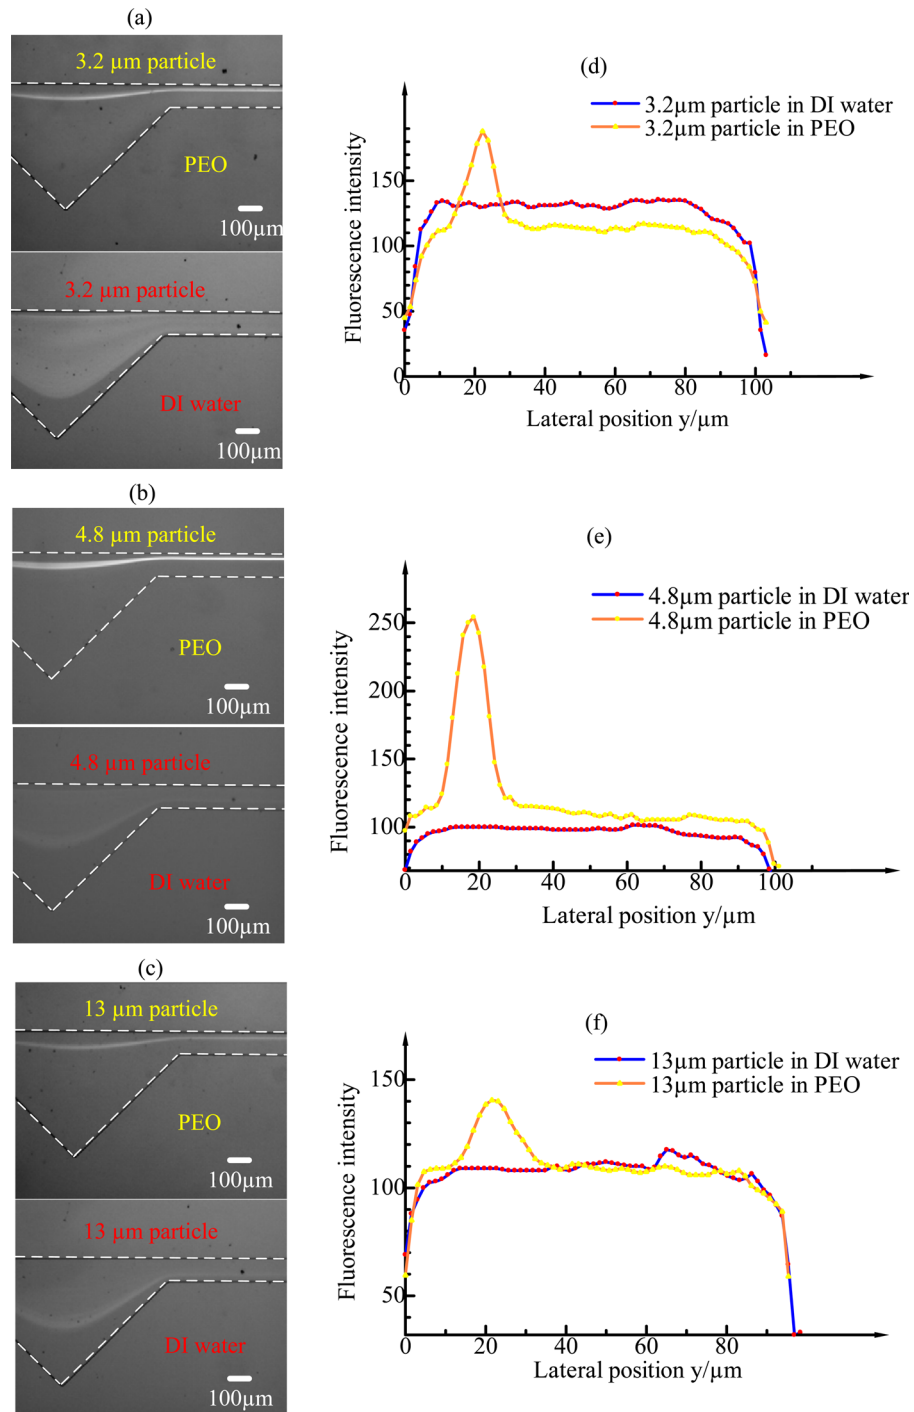 (a)
3.2 µm particle
PEO
100µm
3.2 µm particle
DI water
100µm
(d)
3.2µm particle in DI water
3.2µm particle in PEO
Fluorescence intensity
150
100
50
0
0 20 40 60 80 100
Lateral position y/µm
(b)
4.8 µm particle
PEO
100µm
4.8 µm particle
DI water
100µm
(e)
4.8µm particle in DI water
4.8µm particle in PEO
Fluorescence intensity
250
200
150
100
0 20 40 60 80 100
Lateral position y/µm
(c)
13 µm particle
PEO
100µm
13 µm particle
DI water
100µm
(f)
13µm particle in DI water
13µm particle in PEO
Fluorescence intensity
150
100
50
0 20 40 60 80
Lateral position y/µm